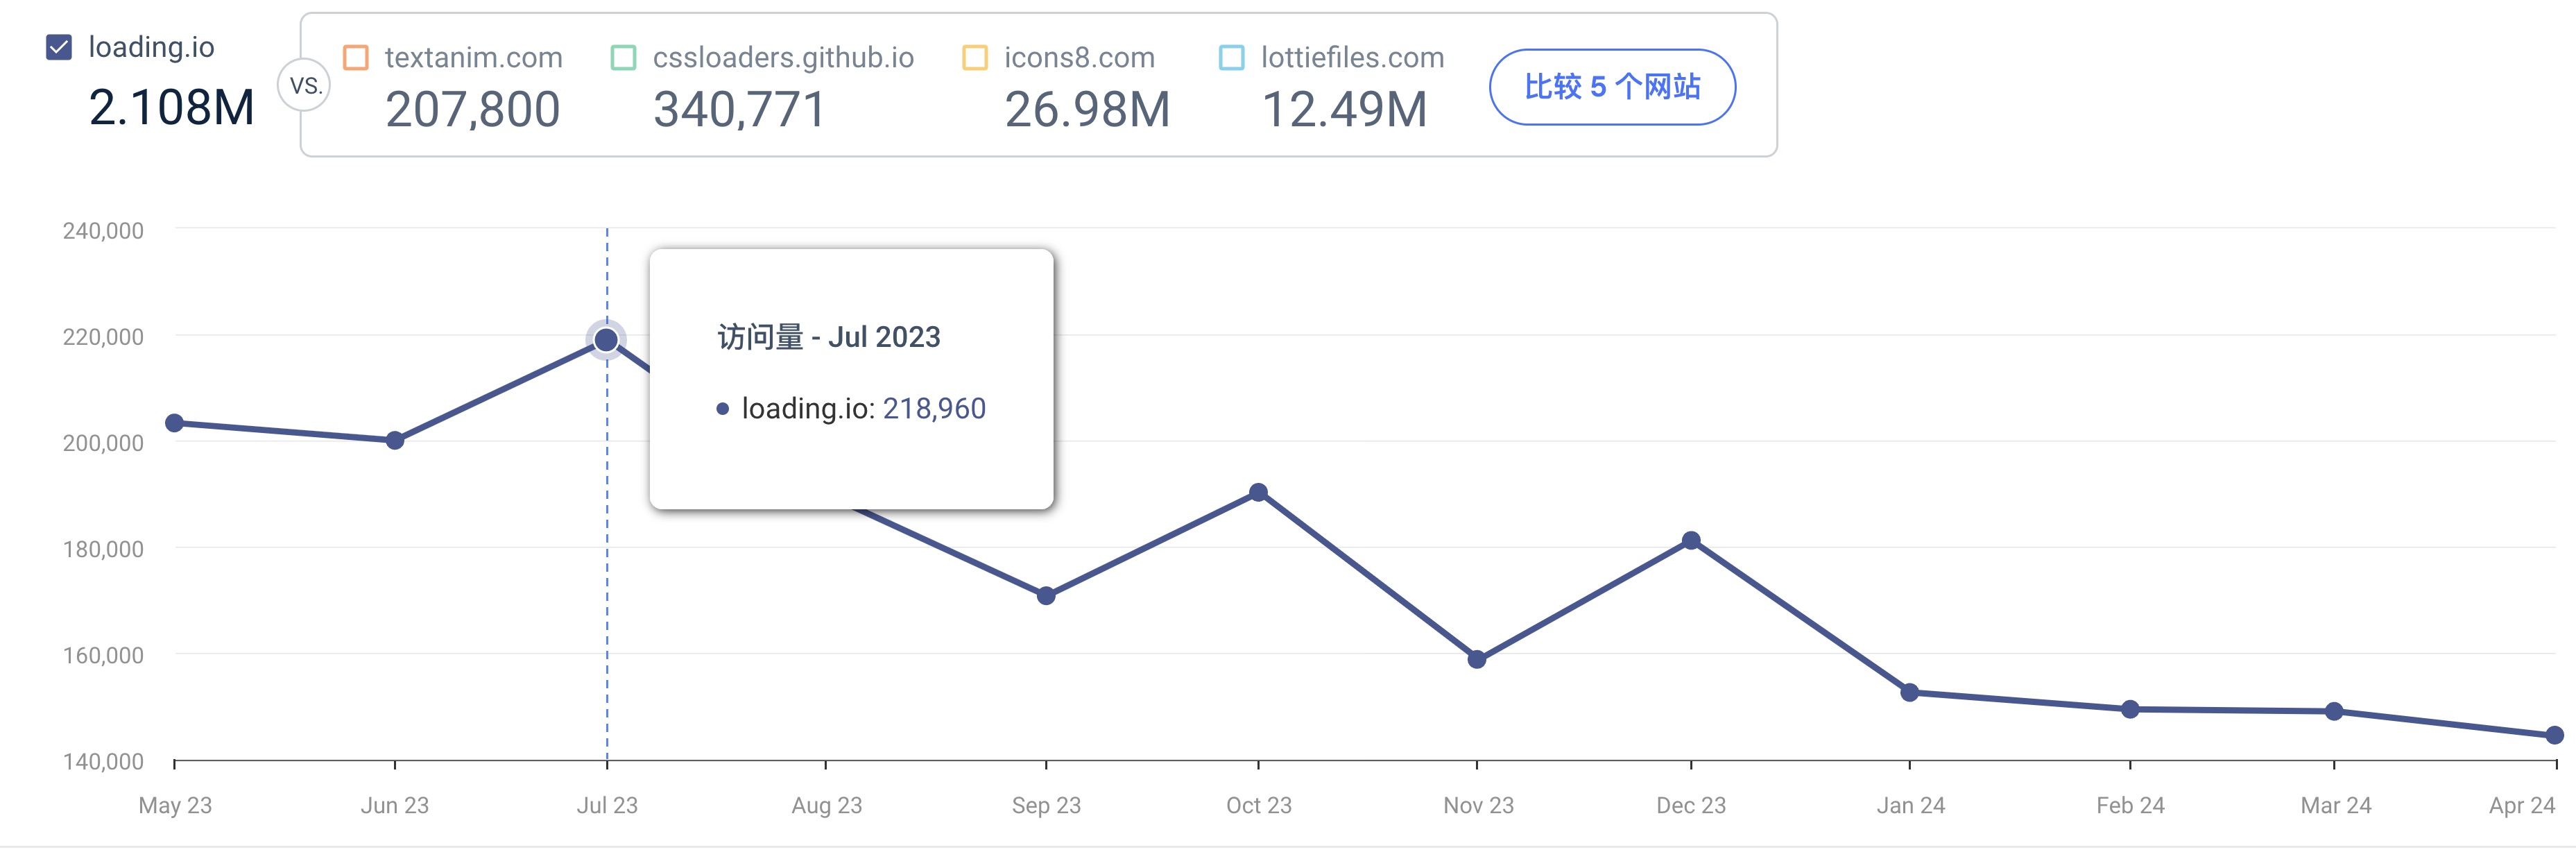 loading.io
2.108M
VS.
textanim.com
207,800
cssloaders.github.io
340,771
icons8.com
26.98M
lottiefiles.com
12.49M
比较 5 个网站
240,000
220,000
200,000
180,000
160,000
140,000
访问量 - Jul 2023
loading.io: 218,960
May 23
Jun 23
Jul 23
Aug 23
Sep 23
Oct 23
Nov 23
Dec 23
Jan 24
Feb 24
Mar 24
Apr 24